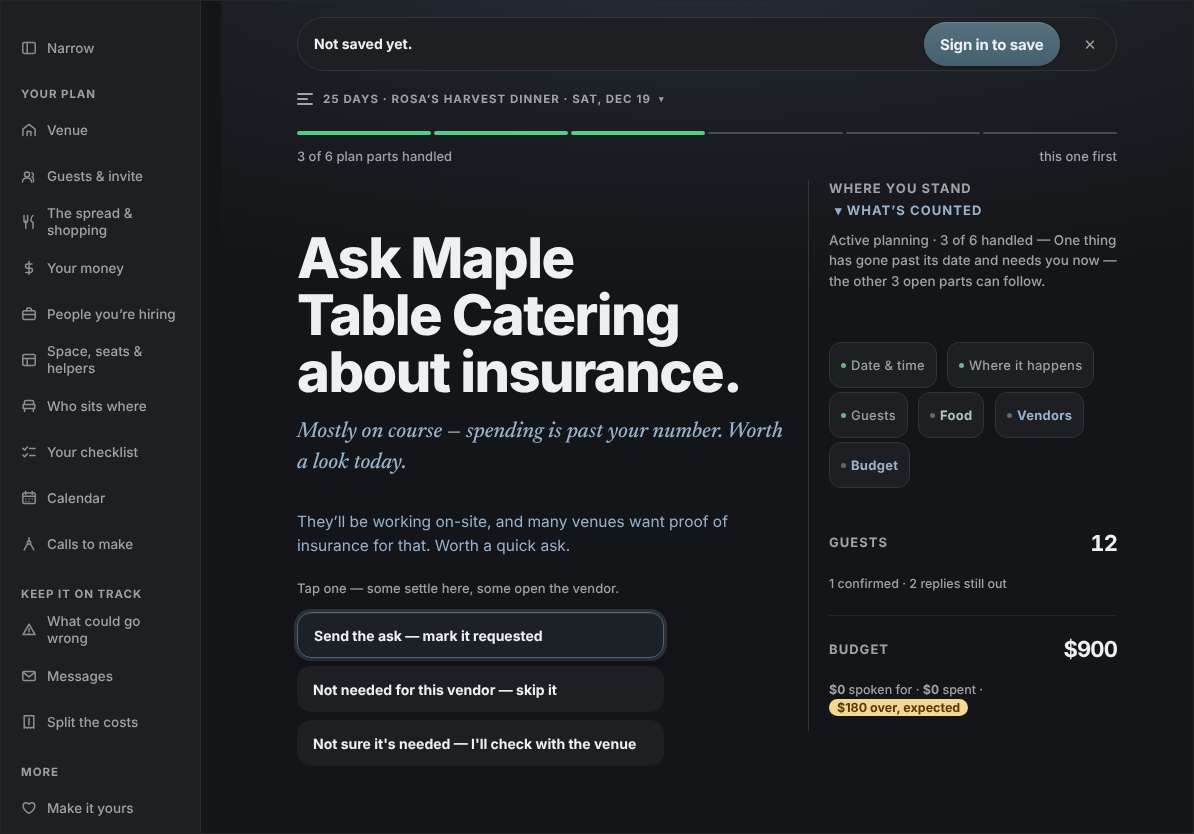 Narrow
YOUR PLAN
Venue
Guests & invite
The spread &
shopping
Your money
People you’re hiring
Space, seats &
helpers
Who sits where
Your checklist
Calendar
Calls to make
KEEP IT ON TRACK
What could go
wrong
Messages
Split the costs
MORE
Make it yours
Not saved yet.
Sign in to save
25 DAYS · ROSA’S HARVEST DINNER · SAT, DEC 19
3 of 6 plan parts handled
this one first
Ask Maple
Table Catering
about insurance.
Mostly on course – spending is past your number. Worth
a look today.
They’ll be working on-site, and many venues want proof of
insurance for that. Worth a quick ask.
Tap one — some settle here, some open the vendor.
Send the ask — mark it requested
Not needed for this vendor — skip it
Not sure it's needed — I'll check with the venue
WHERE YOU STAND
▾ WHAT’S COUNTED
Active planning · 3 of 6 handled — One thing
has gone past its date and needs you now —
the other 3 open parts can follow.
Date & time
Where it happens
Guests
Food
Vendors
Budget
GUESTS
12
1 confirmed · 2 replies still out
BUDGET
$900
$0 spoken for · $0 spent ·
$180 over, expected